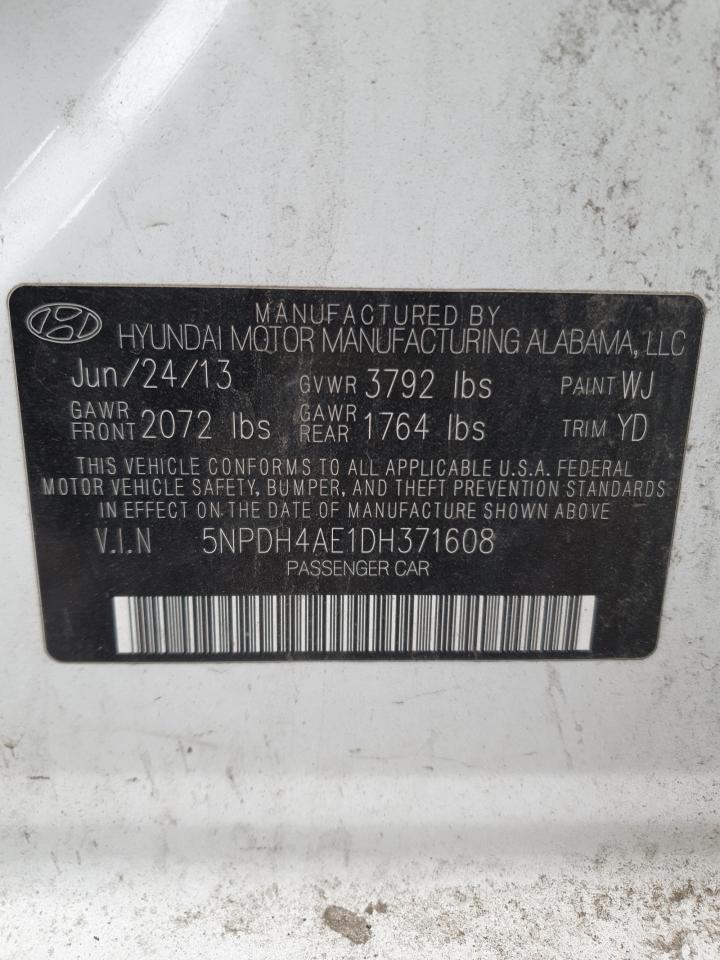 MANUFACTURED BY
HYUNDAI MOTOR MANUFACTURING ALABAMA, LLC
Jun/24/13 GVWR 3792 lbs PAINT WJ
GAWR FRONT 2072 lbs GAWR REAR 1764 lbs TRIM YD
THIS VEHICLE CONFORMS TO ALL APPLICABLE U.S.A. FEDERAL
MOTOR VEHICLE SAFETY, BUMPER, AND THEFT PREVENTION STANDARDS
IN EFFECT ON THE DATE OF MANUFACTURE SHOWN ABOVE
V.I.N 5NPDH4AE1DH371608
PASSENGER CAR